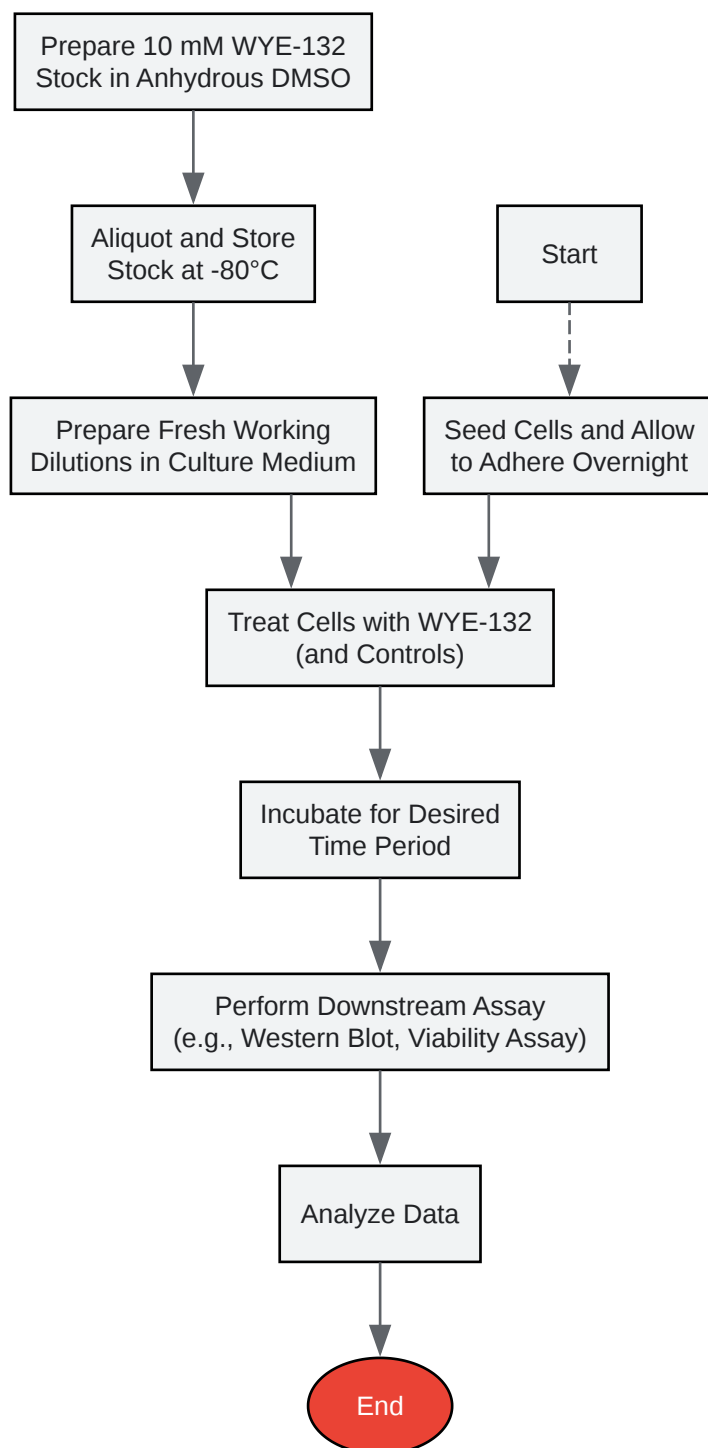 Prepare 10 mM WYE-132
Stock in Anhydrous DMSO
Aliquot and Store
Stock at -80°C
Start
Prepare Fresh Working
Dilutions in Culture Medium
Seed Cells and Allow
to Adhere Overnight
Treat Cells with WYE-132
(and Controls)
Incubate for Desired
Time Period
Perform Downstream Assay
(e.g., Western Blot, Viability Assay)
Analyze Data
End